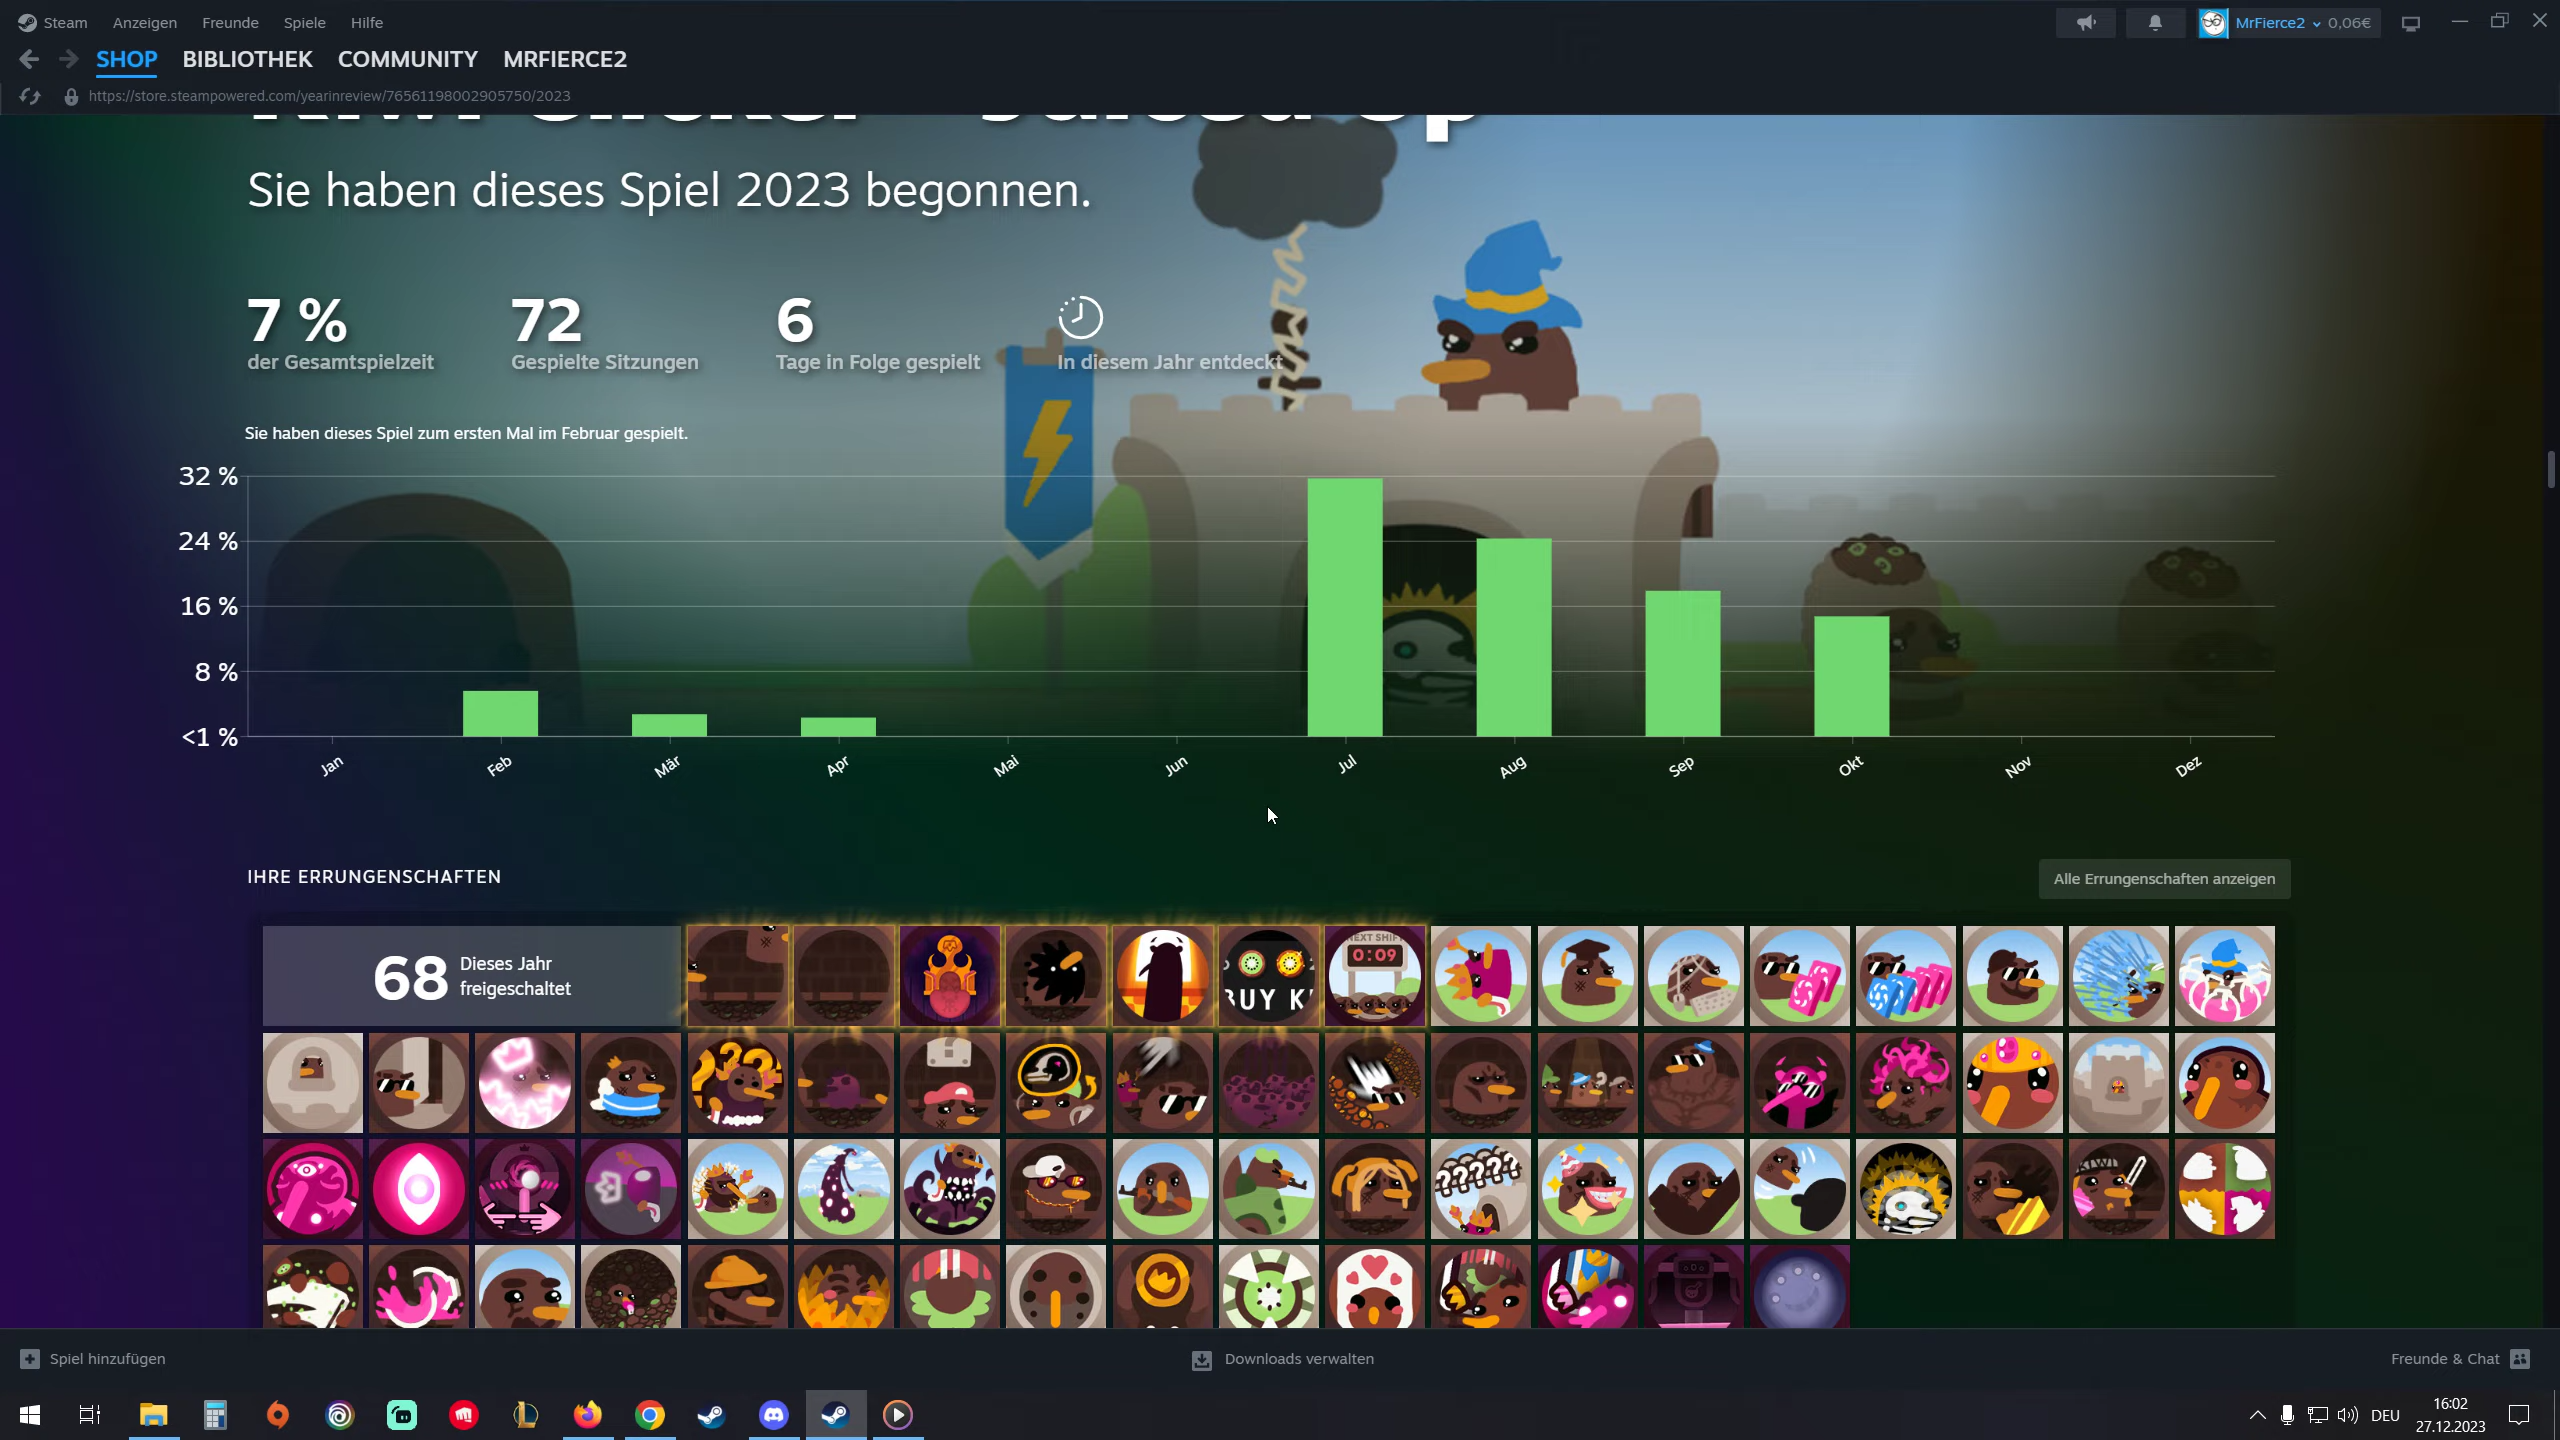 Steam Anzeigen Freunde Spiele Hilfe
MrFierce2 0,06€
SHOP BIBLIOTHEK COMMUNITY MRFIERCE2
https://store.steampowered.com/yearinreview/76561198002905750/2023
Sie haben dieses Spiel 2023 begonnen.
7 % 72 6
der Gesamtspielzeit Gespielte Sitzungen Tage in Folge gespielt In diesem Jahr entdeckt
Sie haben dieses Spiel zum ersten Mal im Februar gespielt.
32 %
24 %
16 %
8 %
<1 %
Jan Feb Mär Apr Mai Jun Jul Aug Sep Okt Nov Dez
IHRE ERRUNGENSCHAFTEN
Alle Errungenschaften anzeigen
68 Dieses Jahr
freigeschaltet
NEXT SHIFT
0:09
BUY K
?????
KIWI
Spiel hinzufügen Downloads verwalten Freunde & Chat
DEU
16:02
27.12.2023